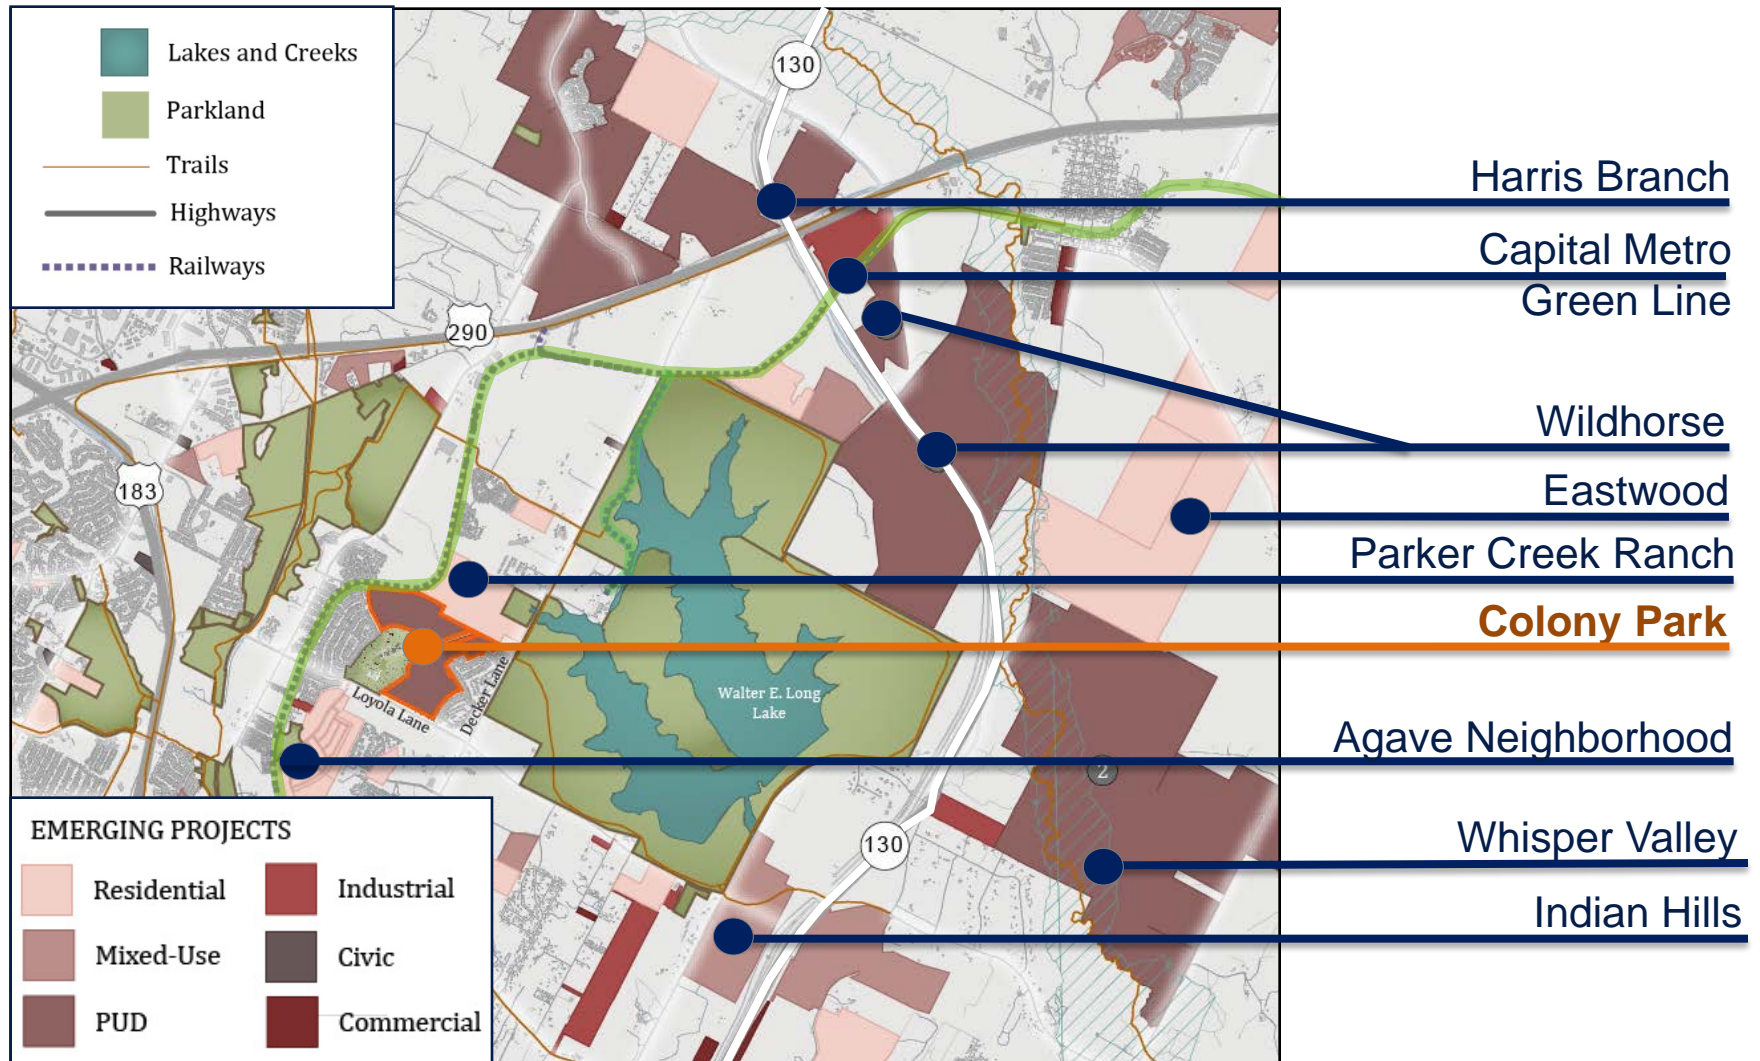 Lakes and Creeks
Parkland
Trails
Highways
Railways
130
290
183
Harris Branch
Capital Metro
Green Line
Wildhorse
Eastwood
Parker Creek Ranch
Colony Park
Agave Neighborhood
Whisper Valley
Indian Hills
Loyola Lane
Decker Lane
Walter E. Long
Lake
2
130
EMERGING PROJECTS
Residential
Industrial
Mixed-Use
Civic
PUD
Commercial